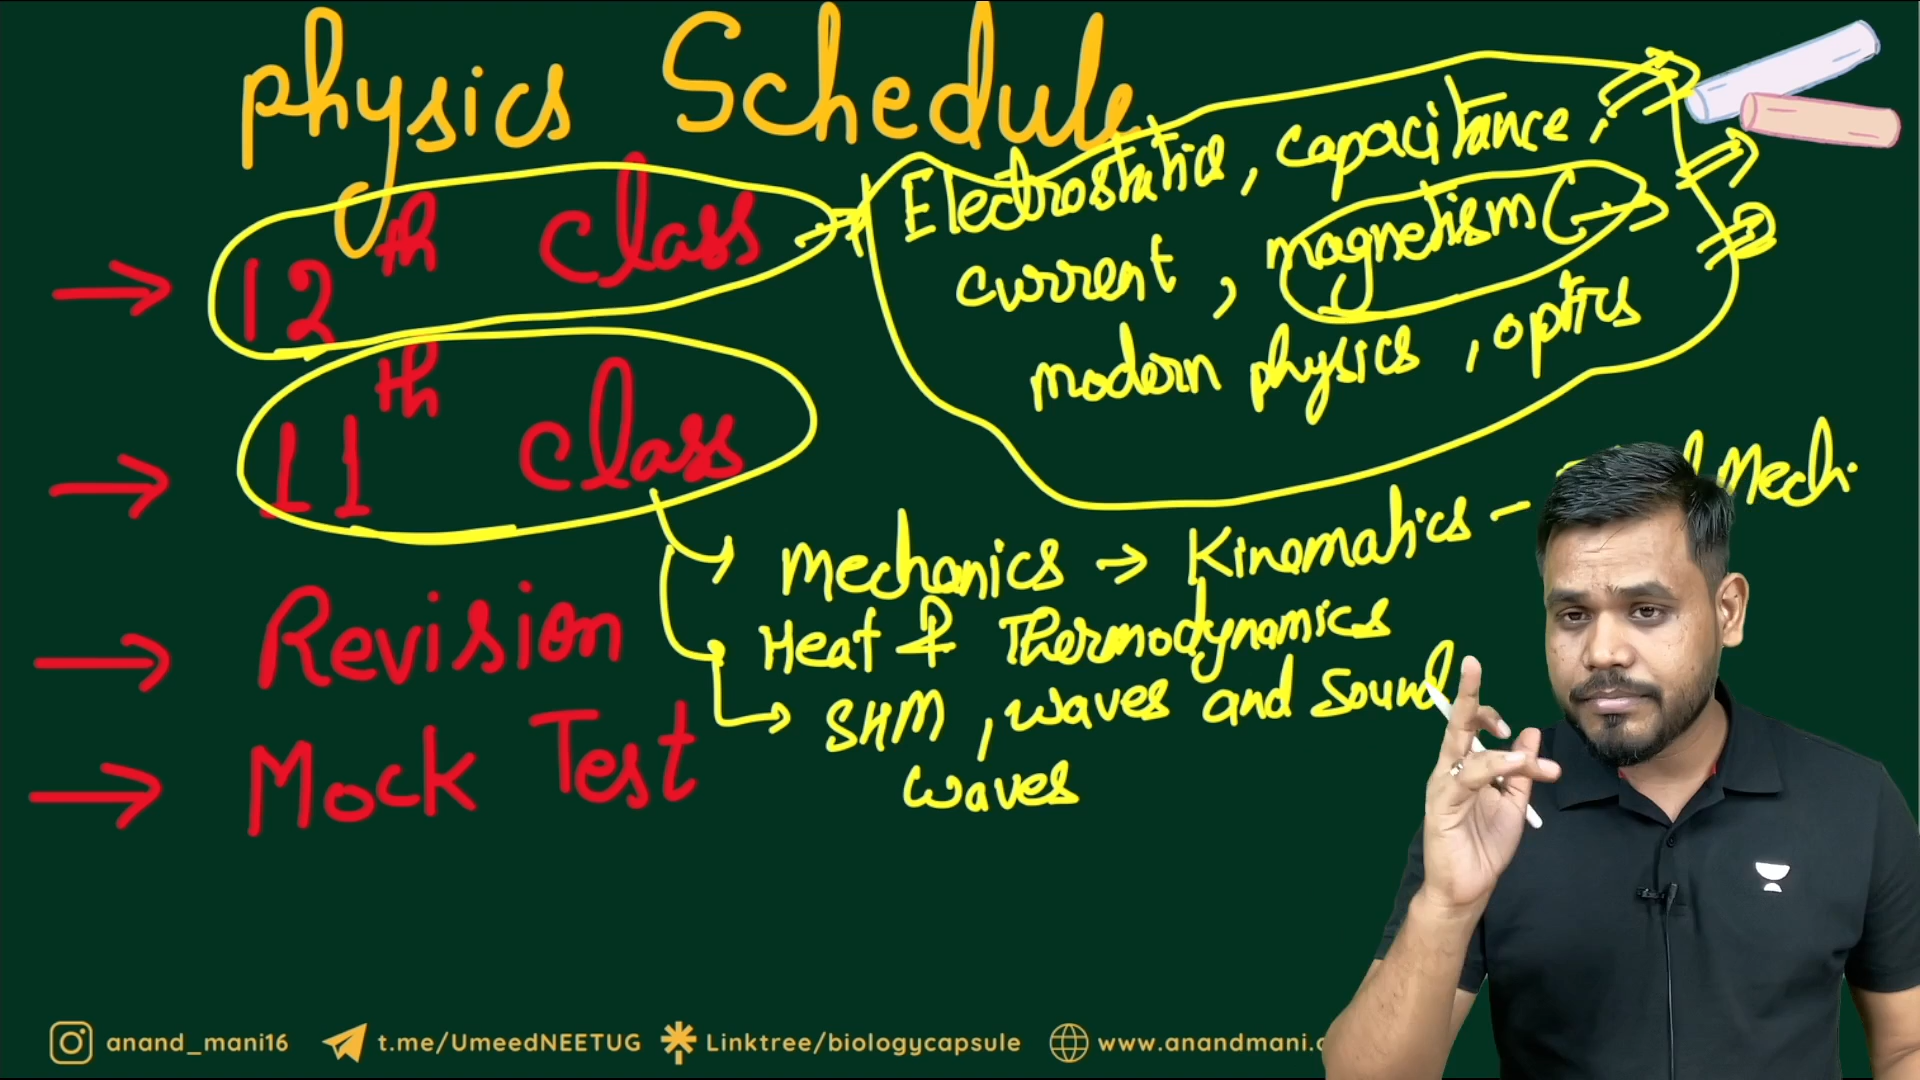 physics Schedule
→ 12th class → Electrostatics, capacitance,
current, magnetism
modern physics, optics
→ 11th class
→ mechanics → Kinematics - Mech.
→ Revision
Heat & Thermodynamics
→ SHM, waves and sound
waves
→ Mock Test
anand_mani16 t.me/UmeedNEETUG Linktree/biologycapsule www.anandmani.